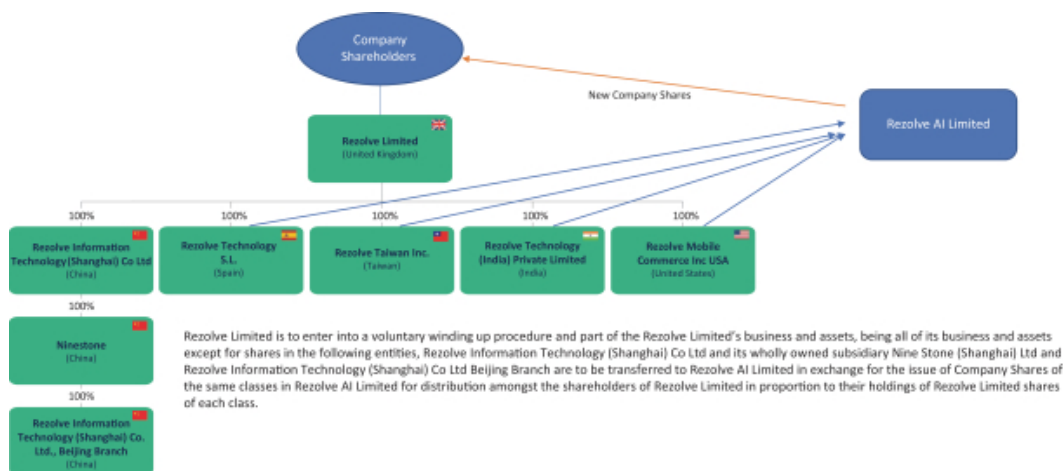 Company
Shareholders
New Company Shares
Rezolve AI Limited
Rezolve Limited
(United Kingdom)
100%
100%
100%
100%
100%
Rezolve Information
Technology(Shanghai) Co Ltd
(China)
Rezolve Technology
S.L.
(Spain)
Rezolve Taiwan Inc.
(Taiwan)
Rezolve Technology
(India) Private Limited
(India)
Rezolve Mobile
Commerce Inc USA
(United States)
100%
Ninestone
(China)
100%
Rezolve Information
Technology (Shanghai) Co.
Ltd., Beijing Branch
(China)
Rezolve Limited is to enter into a voluntary winding up procedure and part of the Rezolve Limited's business and assets, being all of its business and assets
except for shares in the following entities, Rezolve Information Technology (Shanghai) Co Ltd and its wholly owned subsidiary Nine Stone (Shanghai) Ltd and
Rezolve Information Technology (Shanghai) Co Ltd Beijing Branch are to be transferred to Rezolve AI Limited in exchange for the issue of Company Shares of
the same classes in Rezolve AI Limited for distribution amongst the shareholders of Rezolve Limited in proportion to their holdings of Rezolve Limited shares
of each class.